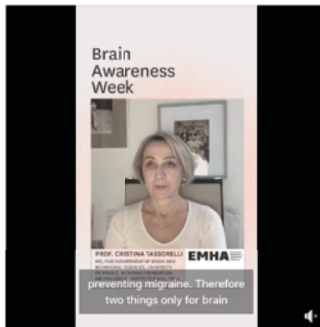 Brain
Awareness
Week
PROF. CRISTINA TASSORELLI
EMHA
preventing migraine. Therefore
two things only for brain